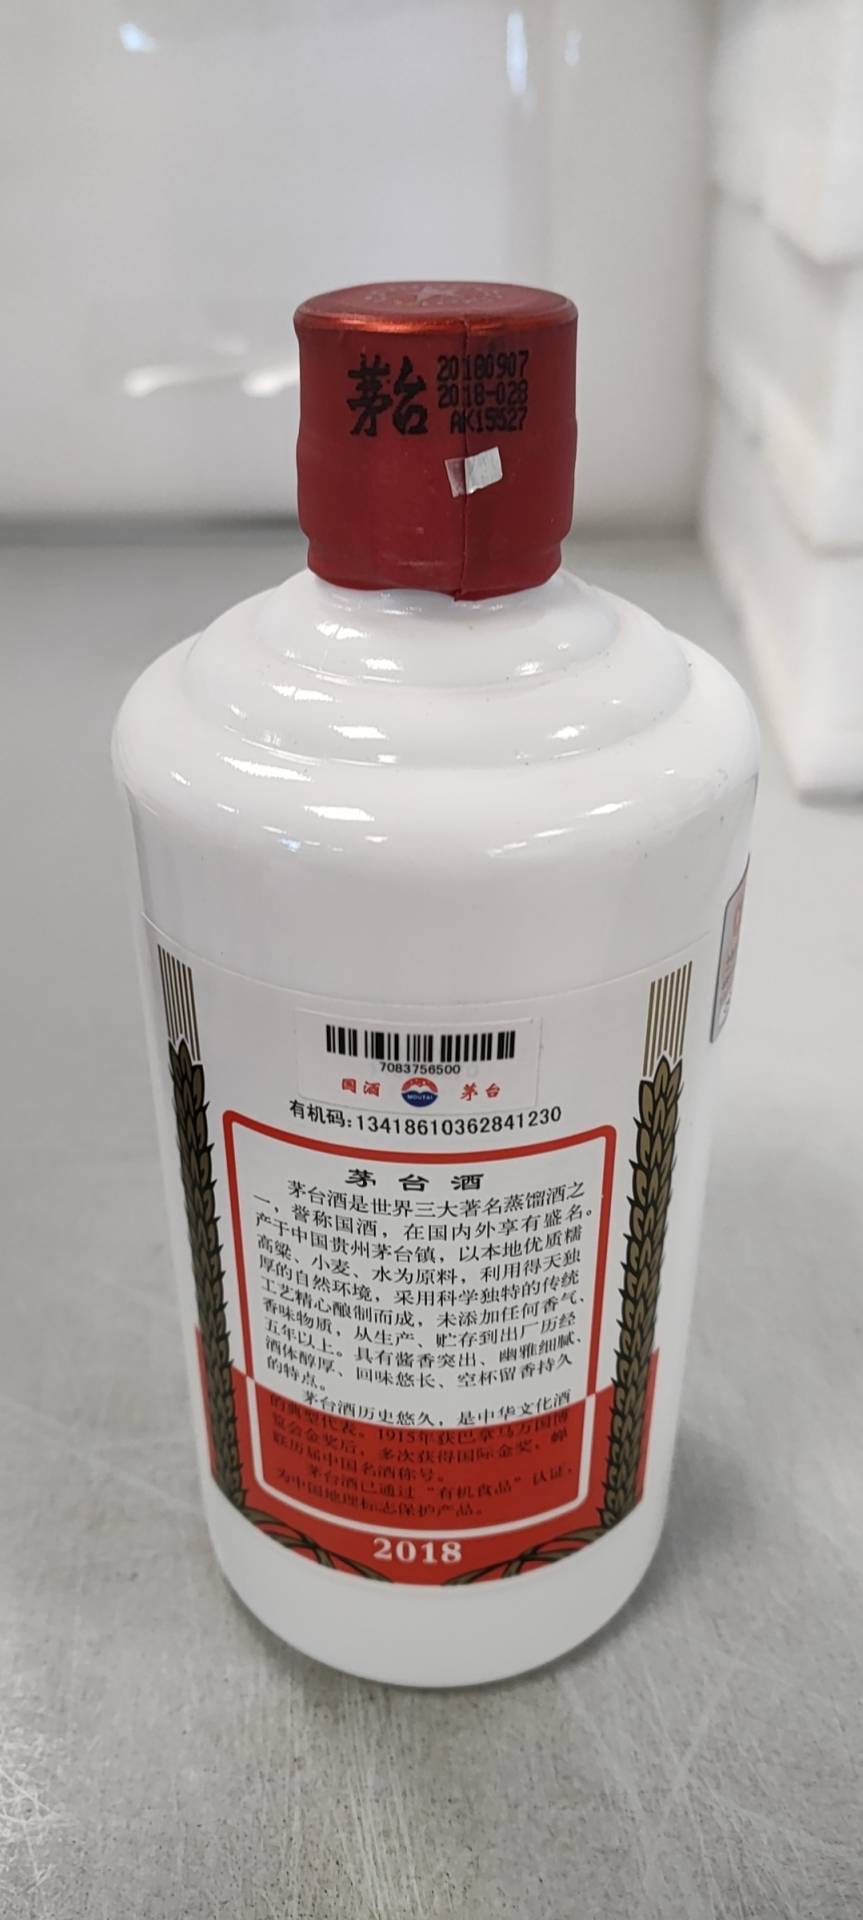 茅台
20180907
2018-028
AK15527
7083756500
国酒
MOUTAI
茅台
有机码:13418610362841230
茅台酒
茅台酒是世界三大著名蒸馏酒之
一，誉称国酒，在国内外享有盛名。
产于中国贵州茅台镇，以本地优质糯
高粱、小麦、水为原料，利用得天独
厚的自然环境，采用科学独特的传统
工艺精心酿制而成，未添加任何香气、
香味物质，从生产、贮存到出厂历经
五年以上。具有酱香突出、幽雅细腻、
酒体醇厚、回味悠长、空杯留香持久
的特点。
茅台酒历史悠久，是中华文化酒
的典型代表。1915年获巴拿马万国博
览会金奖后，多次获得国际金奖，蝉
联历届中国名酒称号。
茅台酒已通过“有机食品”认证，
为中国地理标志保护产品。
2018